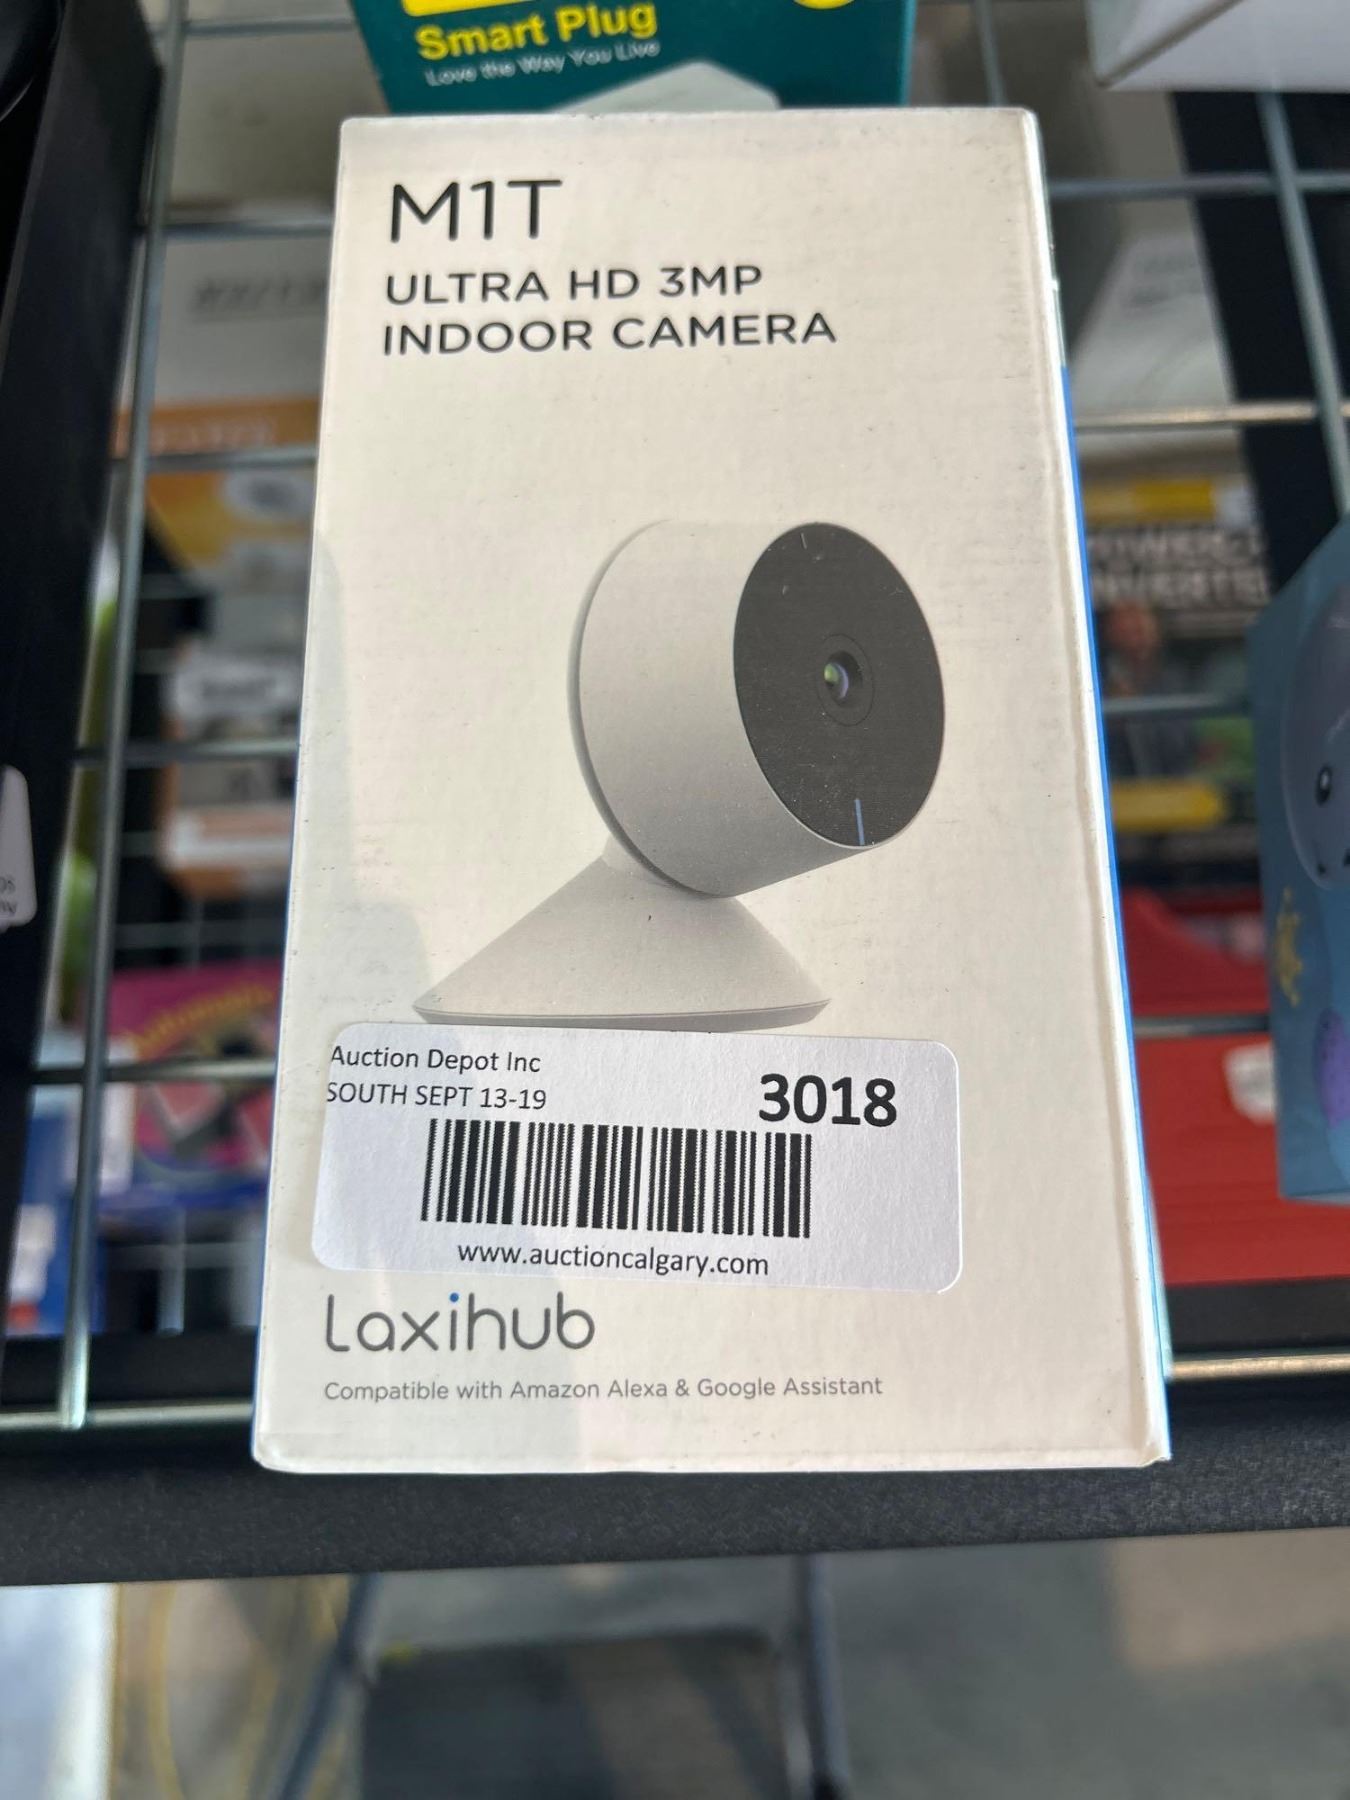 Smart Plug
Love the Way You Live
M1T
ULTRA HD 3MP
INDOOR CAMERA
Auction Depot Inc
SOUTH SEPT 13-19
3018
www.auctioncalgary.com
Laxihub
Compatible with Amazon Alexa & Google Assistant